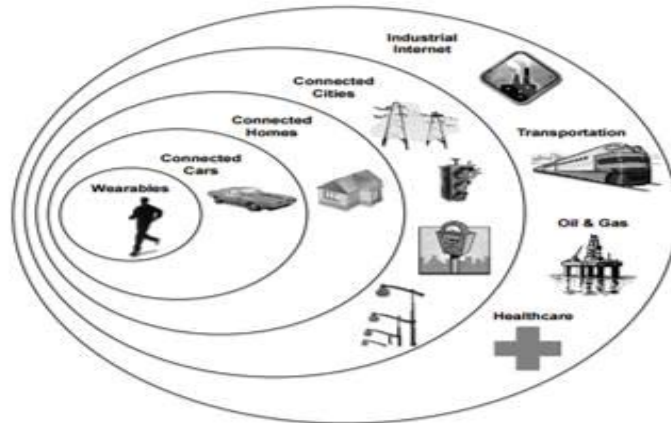 Industrial
Internet
Connected
Cities
Connected
Homes
Connected
Cars
Wearables
Transportation
Oil & Gas
Healthcare